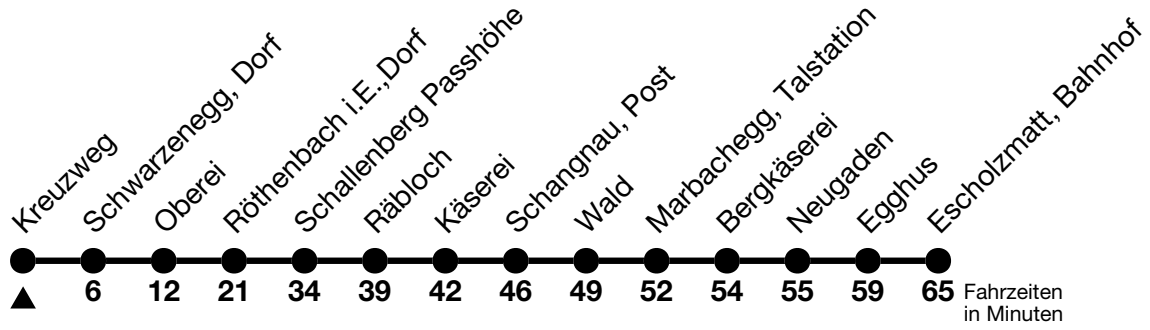 Kreuzweg
Schwarzenegg, Dorf
Oberei
Röthenbach i.E.,Dorf
Schallenberg Passhöhe
Räbloch
Käserei
Schangnau, Post
Wald
Marbachegg, Talstation
Bergkäserei
Neugaden
Egghus
Escholzmatt, Bahnhof
6 12 21 34 39 42 46 49 52 54 55 59 65
Fahrzeiten
in Minuten